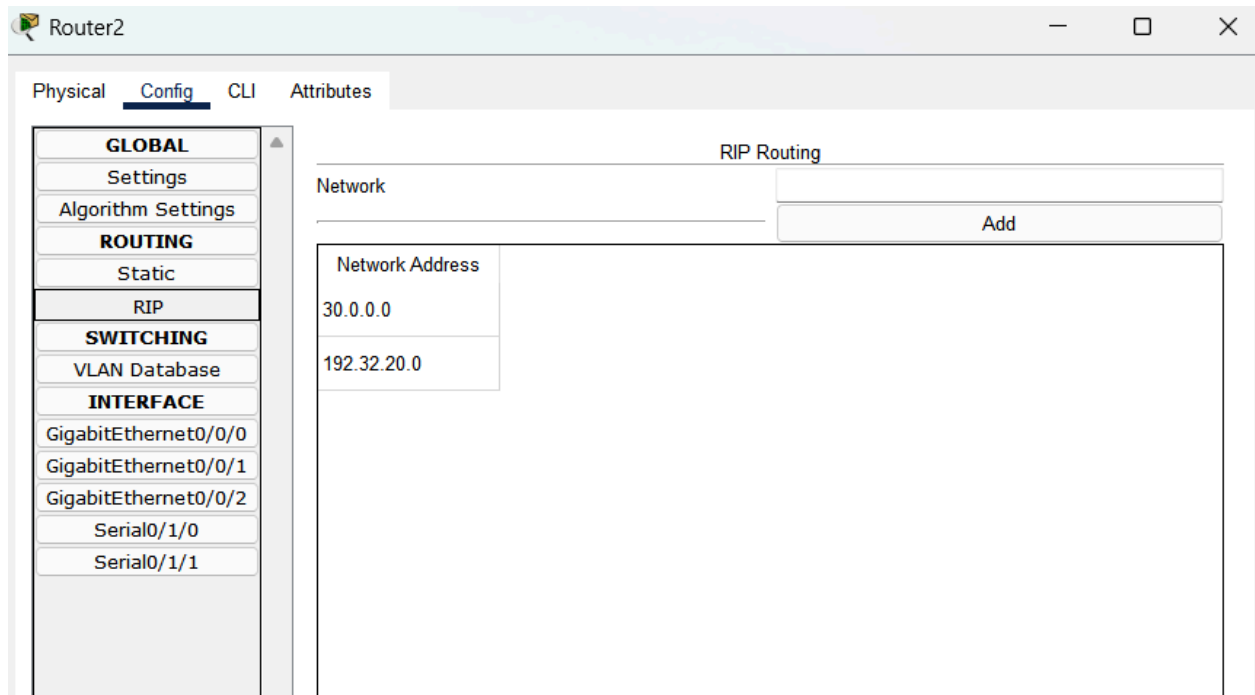 Router2
Physical Config CLI Attributes
GLOBAL
Settings
Algorithm Settings
ROUTING
Static
RIP
SWITCHING
VLAN Database
INTERFACE
GigabitEthernet0/0/0
GigabitEthernet0/0/1
GigabitEthernet0/0/2
Serial0/1/0
Serial0/1/1
RIP Routing
Network
Add
Network Address
30.0.0.0
192.32.20.0